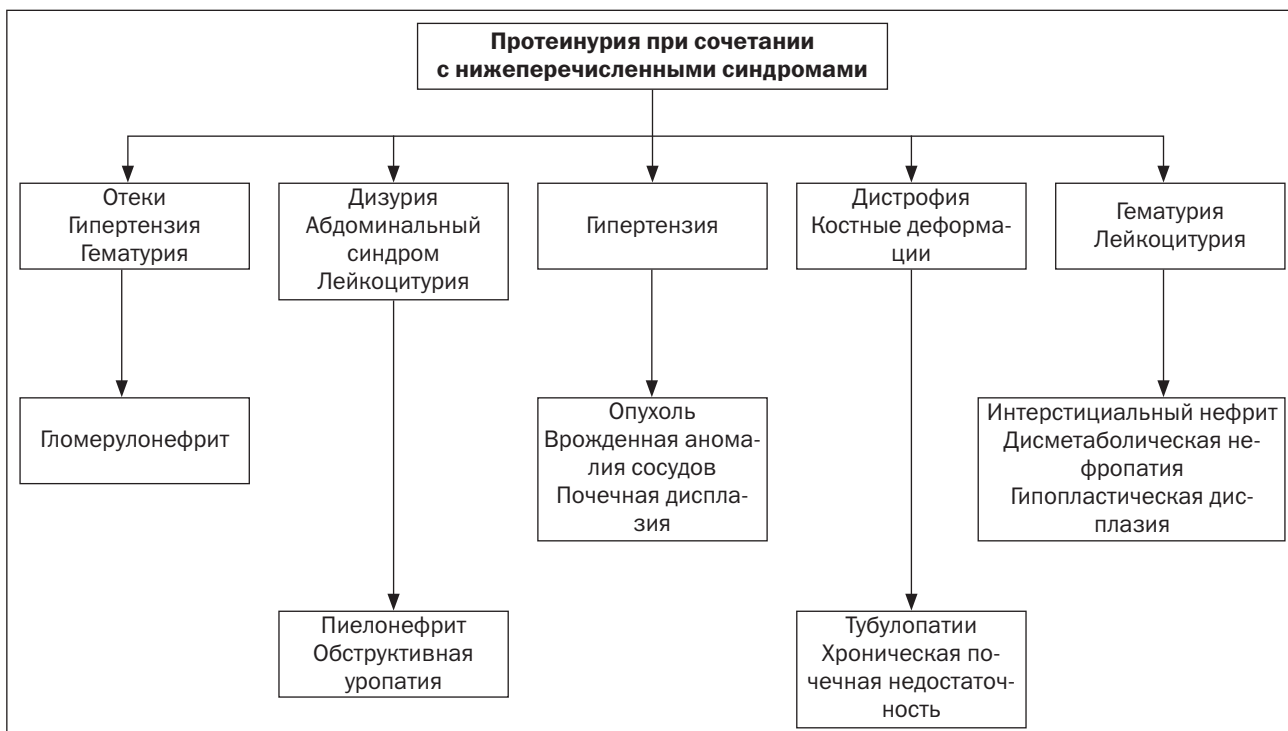 Протеинурия при сочетании
с нижеперечисленными синдромами
Отеки
Гипертензия
Гематурия
Дизурия
Абдоминальный
синдром
Лейкоцитурия
Гипертензия
Дистрофия
Костные деформа-
ции
Гематурия
Лейкоцитурия
Гломерулонефрит
Опухоль
Врожденная анома-
лия сосудов
Почечная диспла-
зия
Интерстициальный нефрит
Дисметаболическая не-
фропатия
Гипопластическая дис-
плазия
Пиелонефрит
Обструктивная
уропатия
Тубулопатии
Хроническая по-
чечная недостаточ-
ность